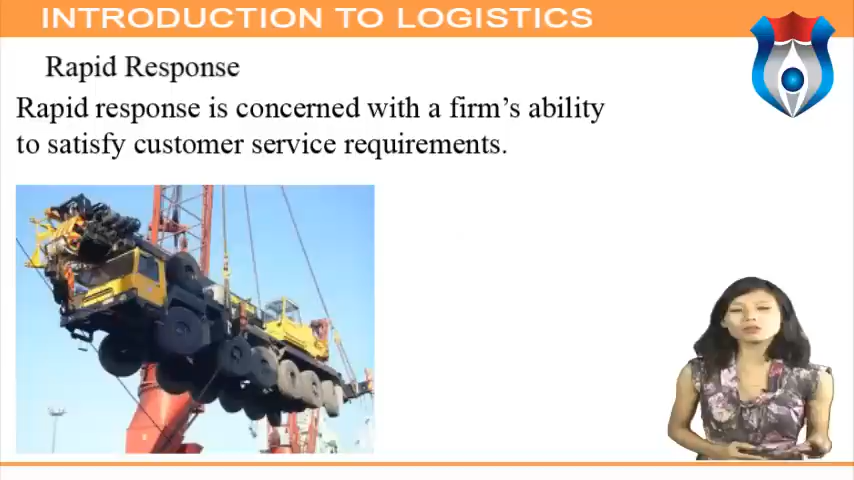 INTRODUCTION TO LOGISTICS
Rapid Response
Rapid response is concerned with a firm's ability
to satisfy customer service requirements.